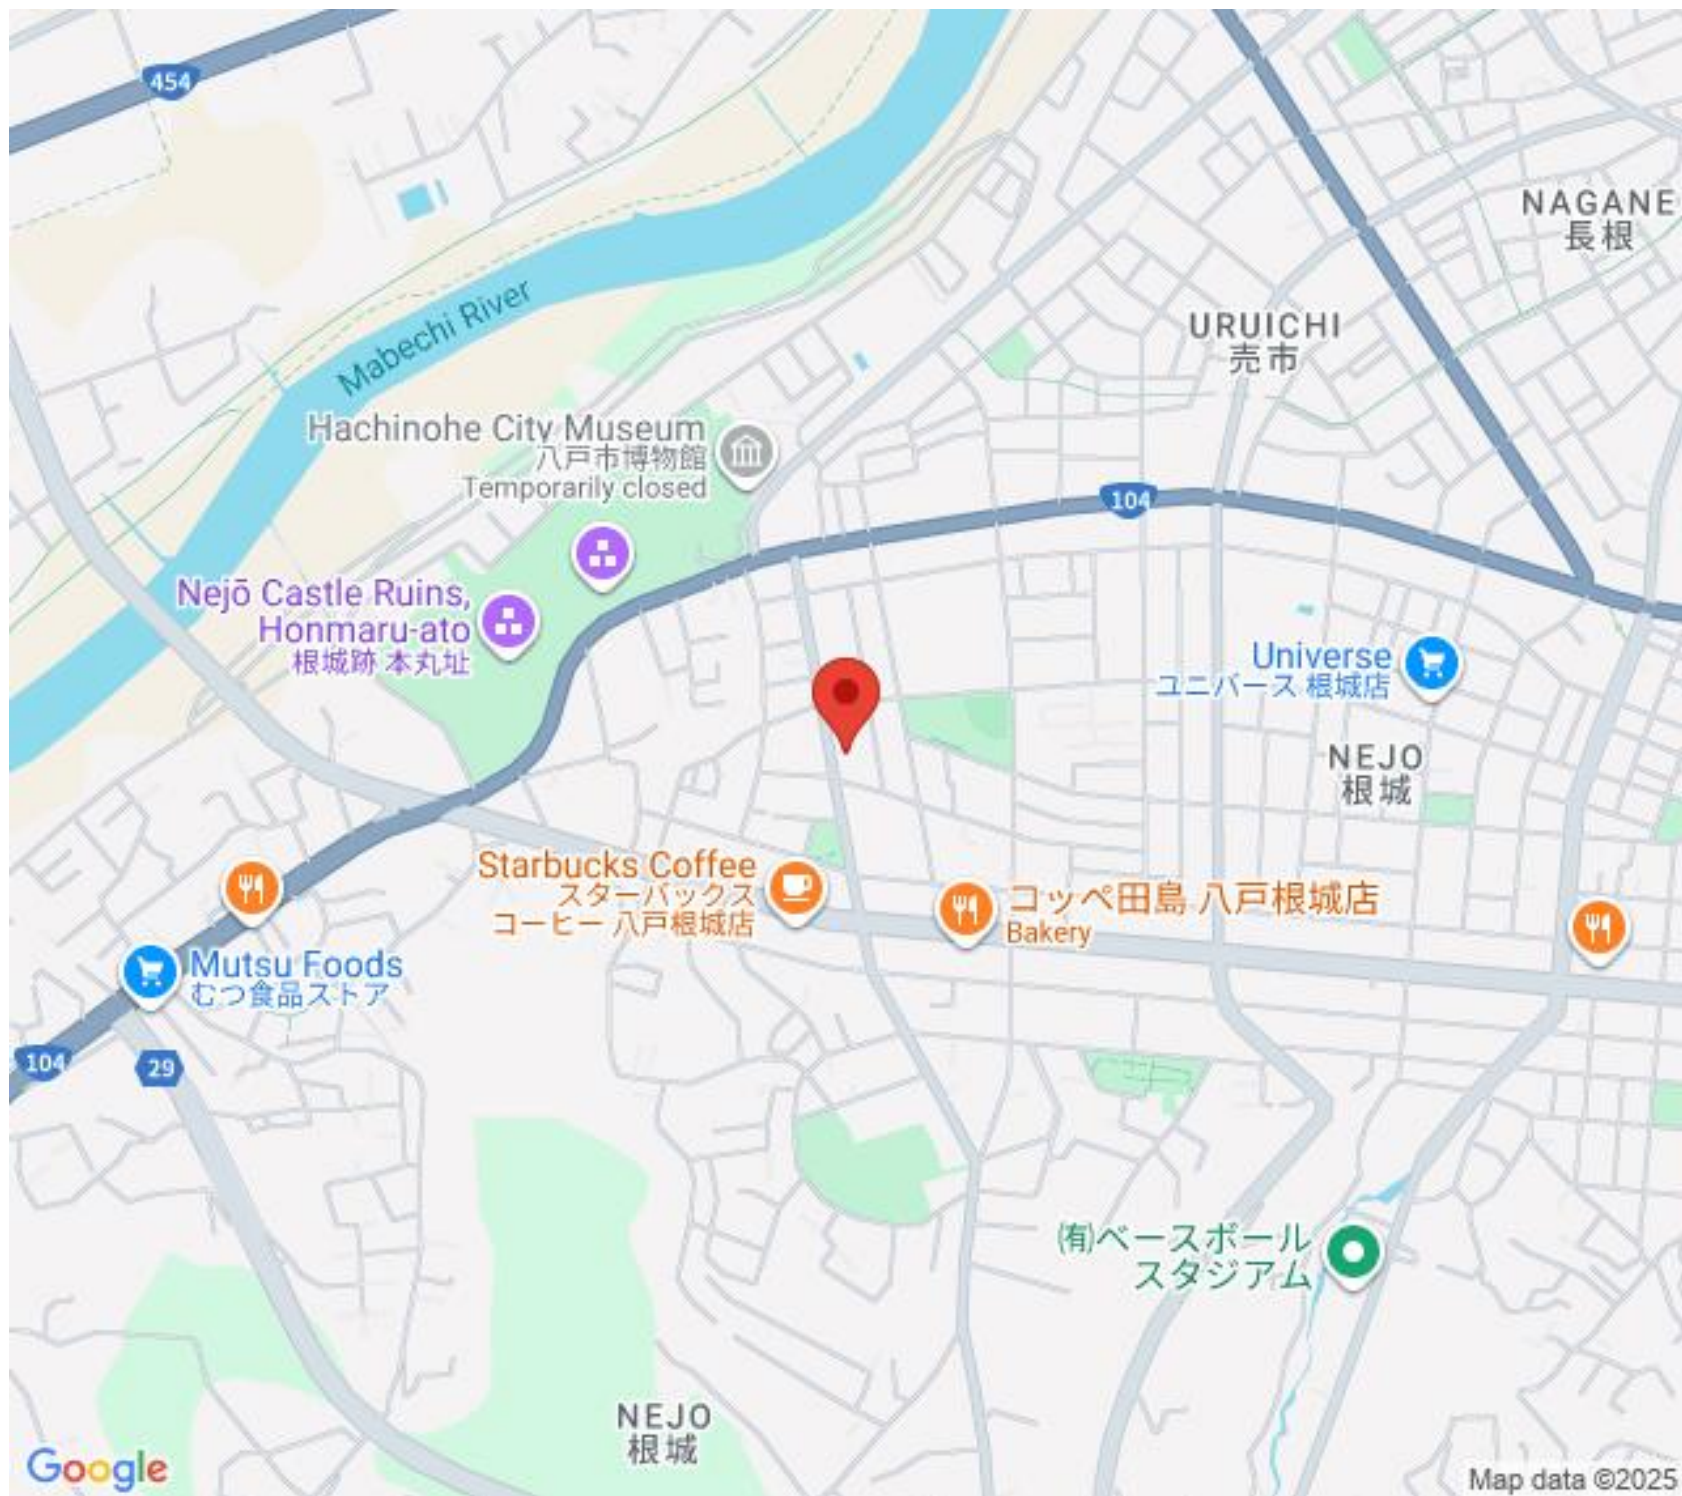 454
NAGANE
長根
Mabechi River
URUICHI
売市
Hachinohe City Museum
八戸市博物館
Temporarily closed
104
Nejō Castle Ruins,
Honmaru-ato
根城跡 本丸址
Universe
ユニバース 根城店
NEJO
根城
Starbucks Coffee
スターバックス
コーヒー 八戸根城店
コッペ田島 八戸根城店
Bakery
Mutsu Foods
むつ食品ストア
104
29
㈲ベースボール
スタジアム
NEJO
根城
Google
Map data ©2025